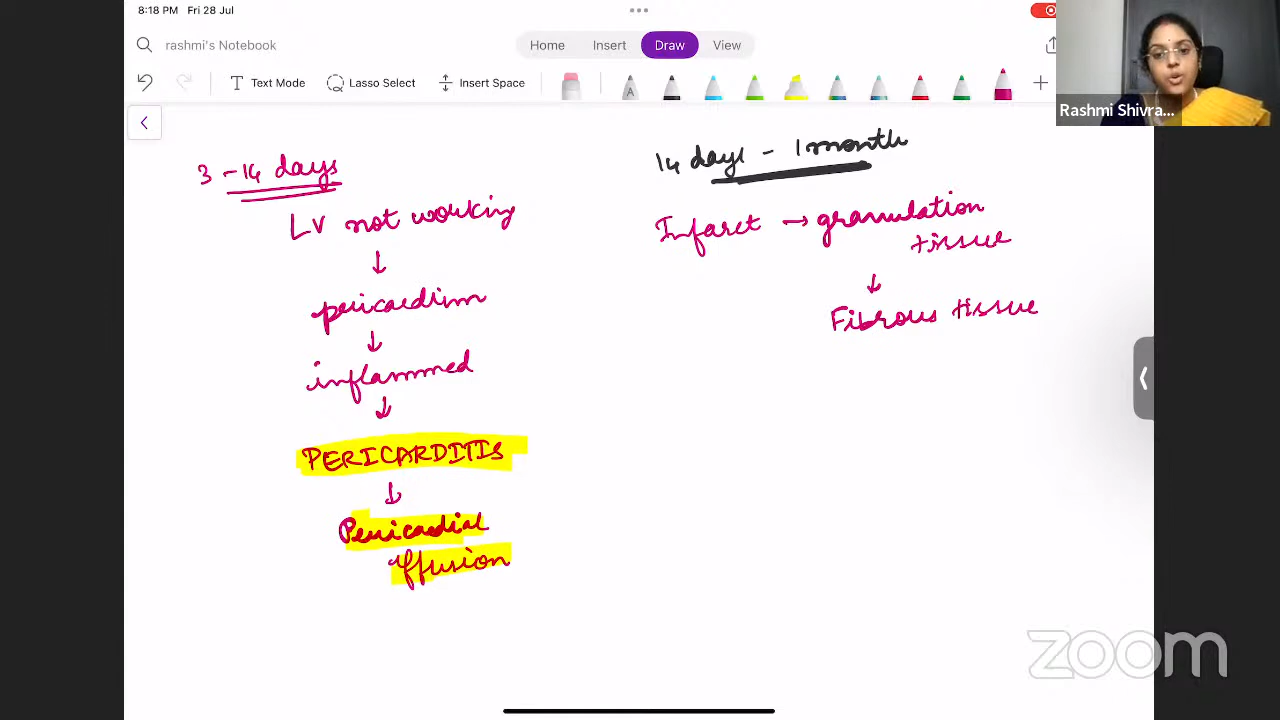 8:18 PM Fri 28 Jul
rashmi's Notebook
Home Insert Draw View
Text Mode Lasso Select Insert Space
A
Rashmi Shivra...
3 - 14 days
LV not working
↓
pericardium
↓
inflammed
↓
PERICARDITIS
↓
Pericardial
effusion
14 days - 1 month
Infarct → granulation
tissue
↓
Fibrous tissue
zoom